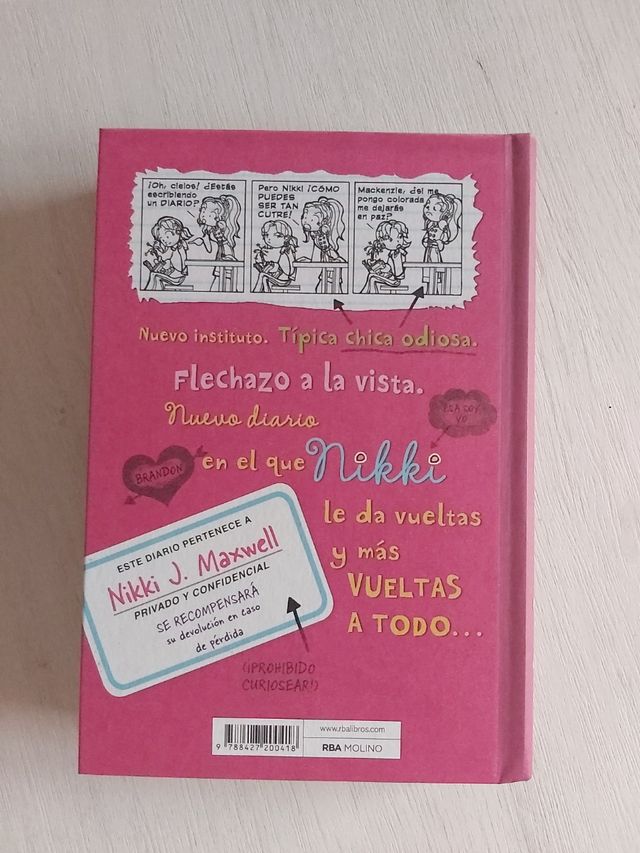 ¡Oh, cielos! ¿Estás
escribiendo
un DIARIO?
Pero Nikki ¡CÓMO
PUEDES
SER TAN
CUTRE!
Mackenzie, ¿si me
pongo colorada
me dejarás
en paz?
Nuevo instituto. Típica chica odiosa.
Flechazo a la vista.
Nuevo diario
ESA SOY
YO
BRANDON
en el que Nikki
le da vueltas
y más
VUELTAS
A TODO...
ESTE DIARIO PERTENECE A
Nikki J. Maxwell
PRIVADO Y CONFIDENCIAL
SE RECOMPENSARÁ
su devolución en caso
de pérdida
(¡PROHIBIDO
CURIOSEAR!)
www.rbalibros.com
RBA MOLINO
9 788427 200418